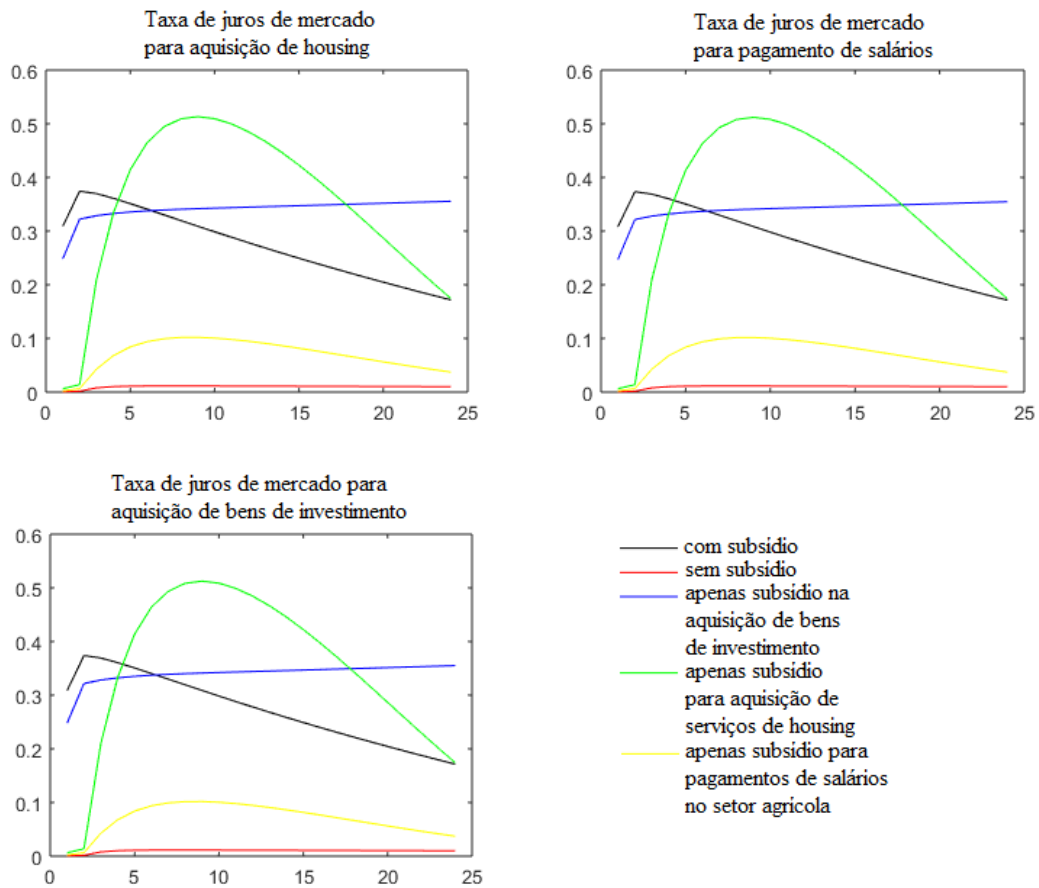 Taxa de juros de mercado
para aquisição de housing
0.6
0.5
0.4
0.3
0.2
0.1
0
0 5 10 15 20 25
Taxa de juros de mercado
para pagamento de salários
0.6
0.5
0.4
0.3
0.2
0.1
0
0 5 10 15 20 25
Taxa de juros de mercado para
aquisição de bens de investimento
0.6
0.5
0.4
0.3
0.2
0.1
0
0 5 10 15 20 25
com subsídio
sem subsídio
apenas subsídio na
aquisição de bens
de investimento
apenas subsídio
para aquisição de
serviços de housing
apenas subsídio para
pagamentos de salários
no setor agrícola